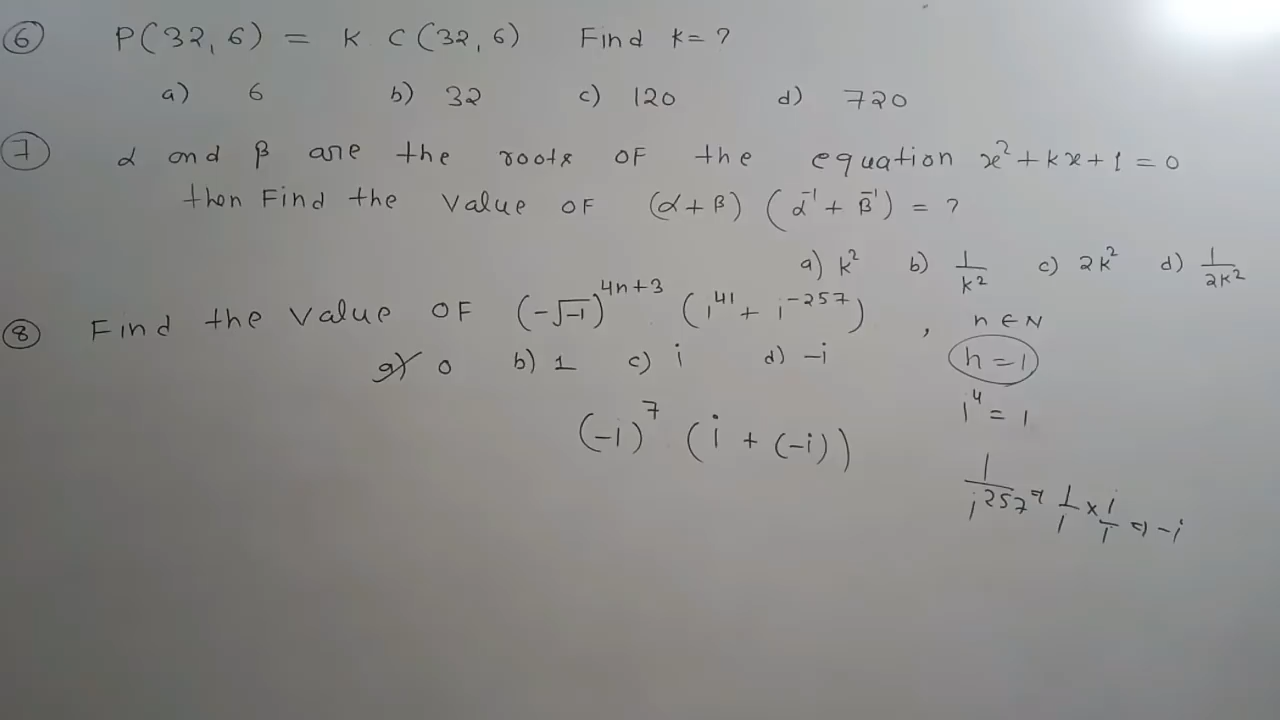 ⑥ P(32, 6) = K C(32, 6) Find K = ?
a) 6 b) 32 c) 120 d) 720
⑦ α and β are the roots OF the equation x² + kx + 1 = 0
then Find the value OF (α + β) (α⁻¹ + β⁻¹) = ?
a) k² b) 1/k² c) 2k² d) 1/2k²
⑧ Find the value OF (-√-1)⁴ⁿ⁺³ (i⁴¹ + i⁻²⁵⁷), n ∈ N
a) 0 b) 1 c) i d) -i
n = 1
i⁴ = 1
(-i)⁷ (i + (-i))
1/i²⁵⁷ ⇒ 1/i × i/i ⇒ -i